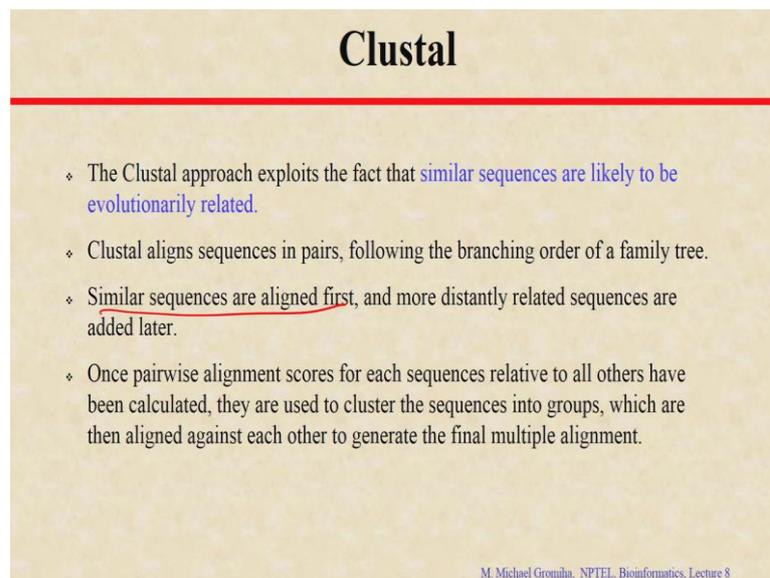 Clustal
❖ The Clustal approach exploits the fact that similar sequences are likely to be
evolutionarily related.
❖ Clustal aligns sequences in pairs, following the branching order of a family tree.
❖ Similar sequences are aligned first, and more distantly related sequences are
added later.
❖ Once pairwise alignment scores for each sequences relative to all others have
been calculated, they are used to cluster the sequences into groups, which are
then aligned against each other to generate the final multiple alignment.
M. Michael Gromiha, NPTEL, Bioinformatics, Lecture 8